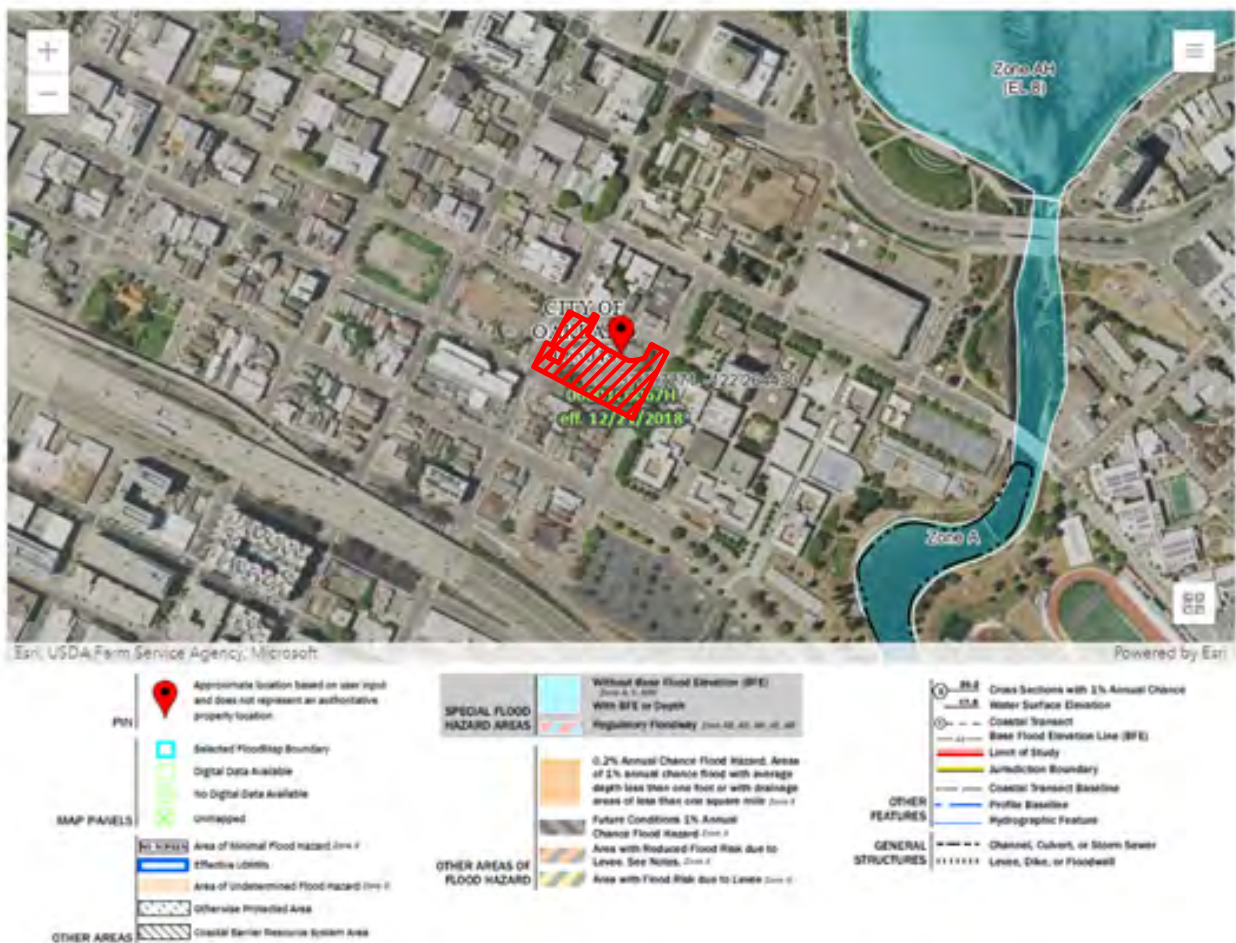 +
−
Zone AH
(EL 8)
CITY OF
eff. 12/21/2018
Zone A
Esri, USDA Farm Service Agency, Microsoft
Powered by Esri
PIN
Approximate location based on user input
and does not represent an authoritative
property location
MAP PANELS
Selected FloodMap Boundary
Digital Data Available
No Digital Data Available
Unmapped
OTHER AREAS
Area of Minimal Flood Hazard Zone X
Effective LOMRs
Area of Undetermined Flood Hazard Zone D
Otherwise Protected Area
Coastal Barrier Resource System Area
SPECIAL FLOOD
HAZARD AREAS
Without Base Flood Elevation (BFE)
With BFE or Depth
Regulatory Floodway
OTHER AREAS OF
FLOOD HAZARD
0.2% Annual Chance Flood Hazard, Areas
of 1% annual chance flood with average
depth less than one foot or with drainage
areas of less than one square mile Zone X
Future Conditions 1% Annual
Chance Flood Hazard Zone X
Area with Reduced Flood Risk due to
Levee. See Notes. Zone X
Area with Flood Risk due to Levee Zone D
OTHER
FEATURES
Cross Sections with 1% Annual Chance
Water Surface Elevation
Coastal Transect
Base Flood Elevation Line (BFE)
Limit of Study
Jurisdiction Boundary
Coastal Transect Baseline
Profile Baseline
Hydrographic Feature
GENERAL
STRUCTURES
Channel, Culvert, or Storm Sewer
Levee, Dike, or Floodwall